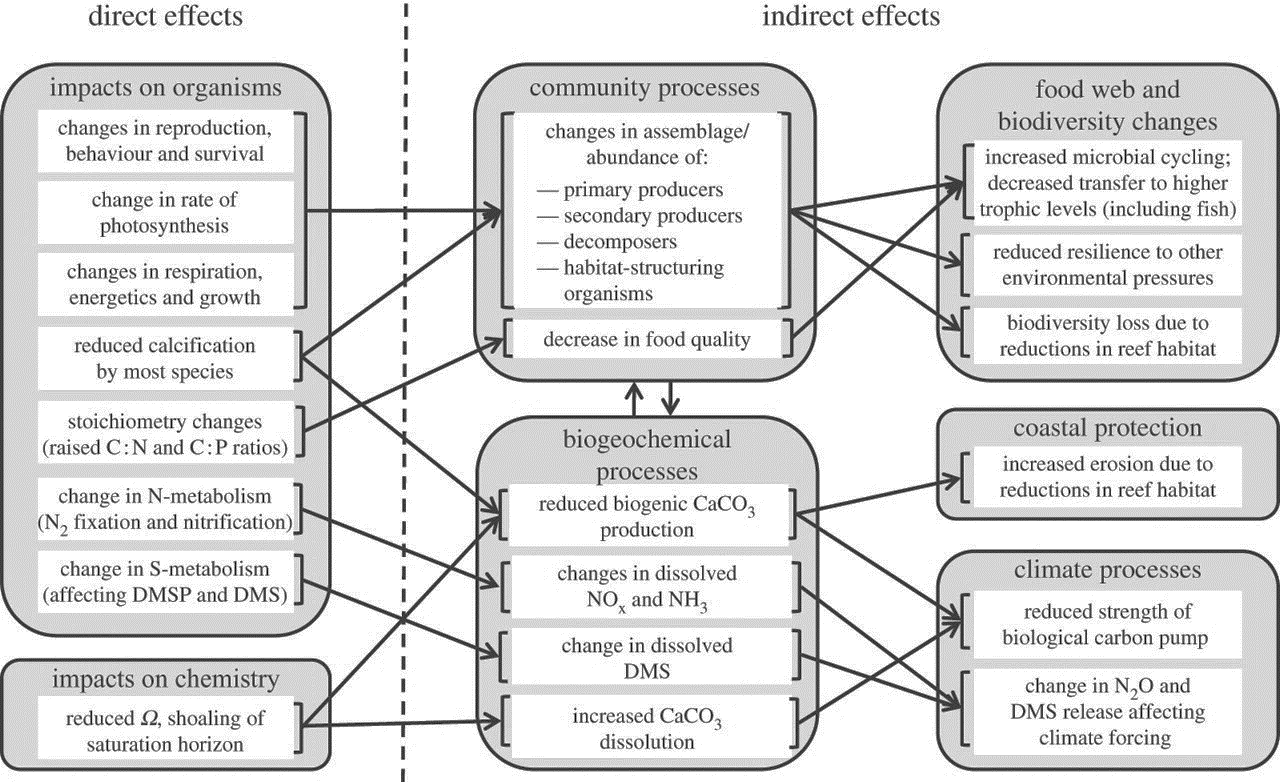 direct effects
indirect effects
impacts on organisms
changes in reproduction,
behaviour and survival
change in rate of
photosynthesis
changes in respiration,
energetics and growth
reduced calcification
by most species
stoichiometry changes
(raised C:N and C:P ratios)
change in N-metabolism
(N₂ fixation and nitrification)
change in S-metabolism
(affecting DMSP and DMS)
impacts on chemistry
reduced Ω, shoaling of
saturation horizon
community processes
changes in assemblage/
abundance of:
— primary producers
— secondary producers
— decomposers
— habitat-structuring
organisms
decrease in food quality
biogeochemical
processes
reduced biogenic CaCO₃
production
changes in dissolved
NOₓ and NH₃
change in dissolved
DMS
increased CaCO₃
dissolution
food web and
biodiversity changes
increased microbial cycling;
decreased transfer to higher
trophic levels (including fish)
reduced resilience to other
environmental pressures
biodiversity loss due to
reductions in reef habitat
coastal protection
increased erosion due to
reductions in reef habitat
climate processes
reduced strength of
biological carbon pump
change in N₂O and
DMS release affecting
climate forcing